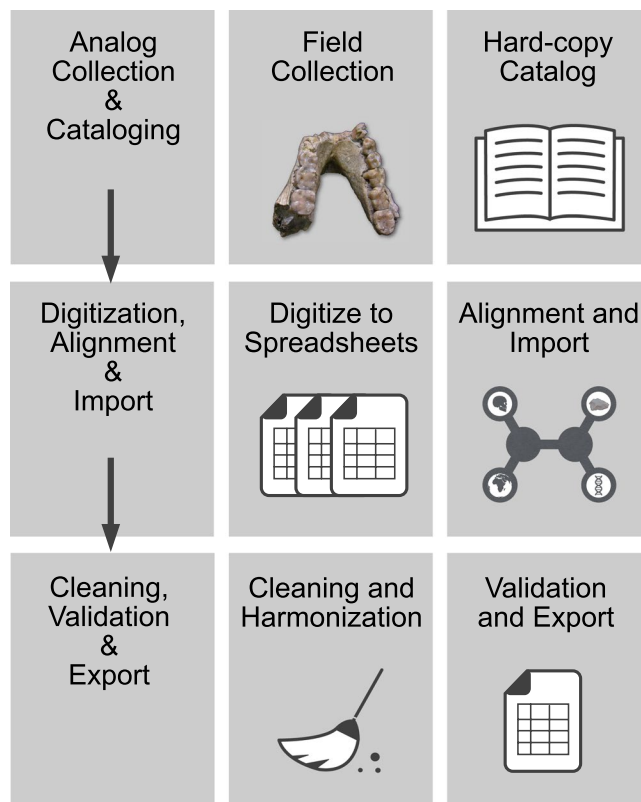 Analog
Collection
&
Cataloging
Field
Collection
Hard-copy
Catalog
Digitization,
Alignment
&
Import
Digitize to
Spreadsheets
Alignment and
Import
Cleaning,
Validation
&
Export
Cleaning and
Harmonization
Validation
and Export